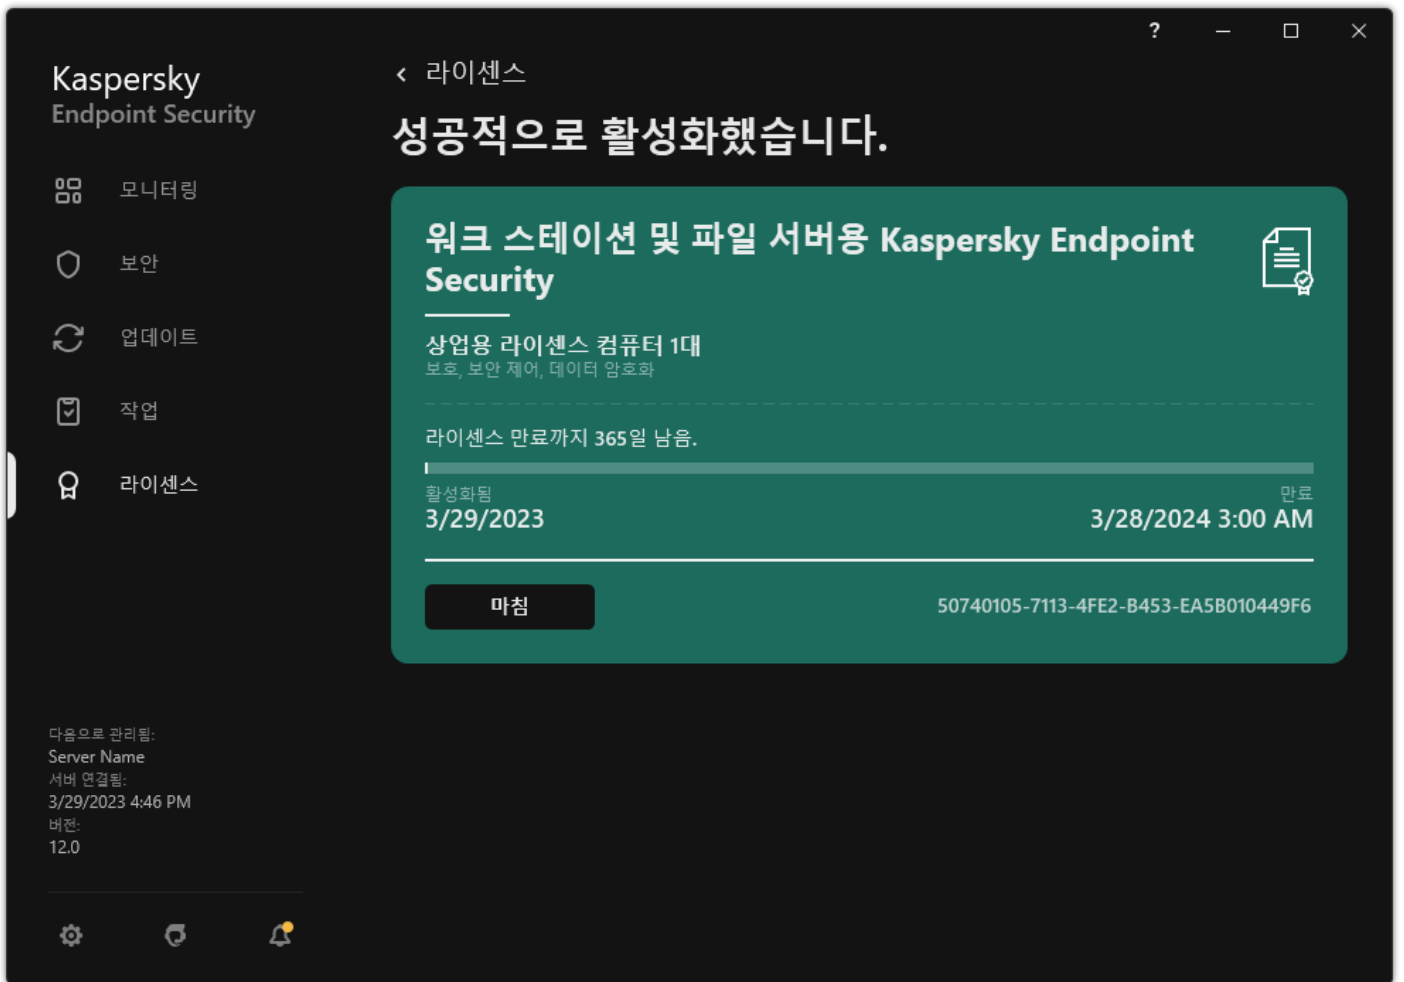 ?
Kaspersky
Endpoint Security
모니터링
보안
업데이트
작업
라이센스
다음으로 관리됨:
Server Name
서버 연결됨:
3/29/2023 4:46 PM
버전:
12.0
라이센스
성공적으로 활성화했습니다.
워크 스테이션 및 파일 서버용 Kaspersky Endpoint
Security
상업용 라이센스 컴퓨터 1대
보호, 보안 제어, 데이터 암호화
라이센스 만료까지 365일 남음.
활성화됨
3/29/2023
만료
3/28/2024 3:00 AM
마침
50740105-7113-4FE2-B453-EA5B010449F6